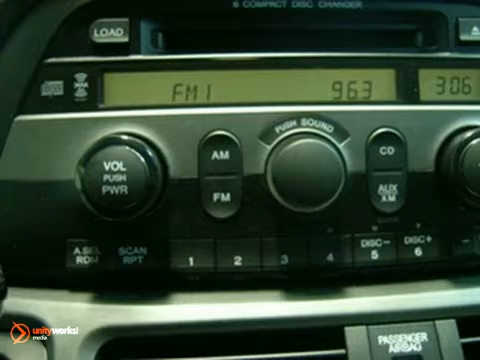 6 COMPACT DISC CHANGER
LOAD
FM1 963 306
VOL
PUSH
PWR
AM
FM
PUSH SOUND
CD
AUX
XM
A.SEL
RDM
SCAN
RPT
1
2
3
4
DISC-
5
DISC+
6
unityworks!
media
PASSENGER
AIRBAG